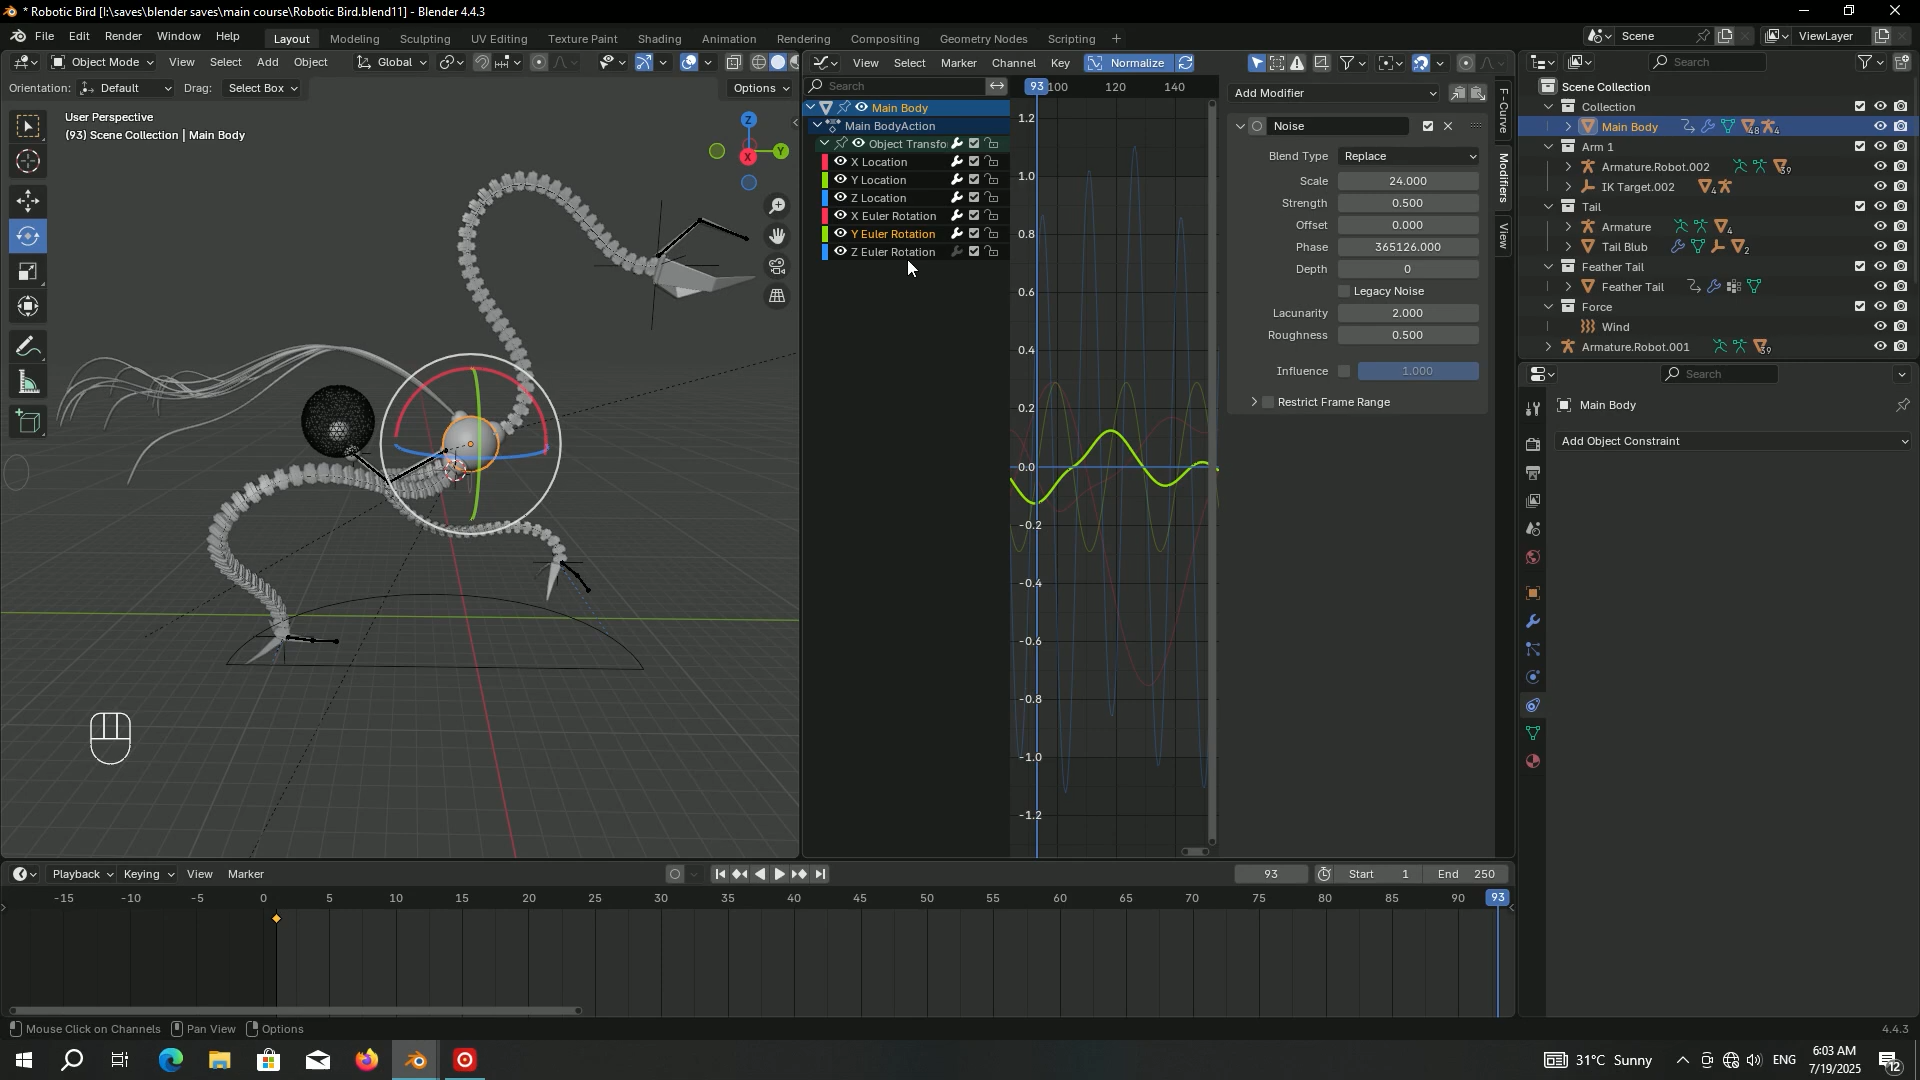 * Robotic Bird [I:\saves\blender saves\main course\Robotic Bird.blend11] - Blender 4.4.3
File Edit Render Window Help Layout Modeling Sculpting UV Editing Texture Paint Shading Animation Rendering Compositing Geometry Nodes Scripting + Scene ViewLayer
Object Mode View Select Add Object Global
View Select Marker Channel Key Normalize
Search
Orientation: Default Drag: Select Box Options
User Perspective
(93) Scene Collection | Main Body
Z
Y
X
Search
Main Body
Main BodyAction
Object Transfo
X Location
Y Location
Z Location
X Euler Rotation
Y Euler Rotation
Z Euler Rotation
93 100 120 140
1.2
1.0
0.8
0.6
0.4
0.2
0.0
-0.2
-0.4
-0.6
-0.8
-1.0
-1.2
Add Modifier
Noise
Blend Type Replace
Scale 24.000
Strength 0.500
Offset 0.000
Phase 365126.000
Depth 0
Legacy Noise
Lacunarity 2.000
Roughness 0.500
Influence 1.000
Restrict Frame Range
F-Curve
Modifiers
View
Scene Collection
Collection
Main Body 48 4
Arm 1
Armature.Robot.002 39
IK Target.002 4
Tail
Armature 4
Tail Blub 2
Feather Tail
Feather Tail
Force
Wind
Armature.Robot.001 39
Search
Main Body
Add Object Constraint
Playback Keying View Marker 93 Start 1 End 250
-15 -10 -5 0 5 10 15 20 25 30 35 40 45 50 55 60 65 70 75 80 85 90 93
Mouse Click on Channels Pan View Options 4.4.3
31°C Sunny ENG 6:03 AM
7/19/2025
12